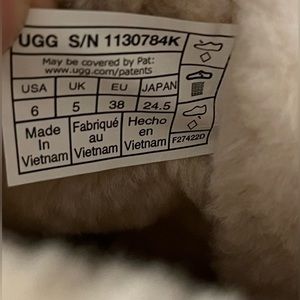 UGG S/N 1130784K
May be covered by Pat:
www.ugg.com/patents
USA UK EU JAPAN
6 5 38 24.5
Made In Vietnam
Fabriqué au Vietnam
Hecho en Vietnam
F27422D